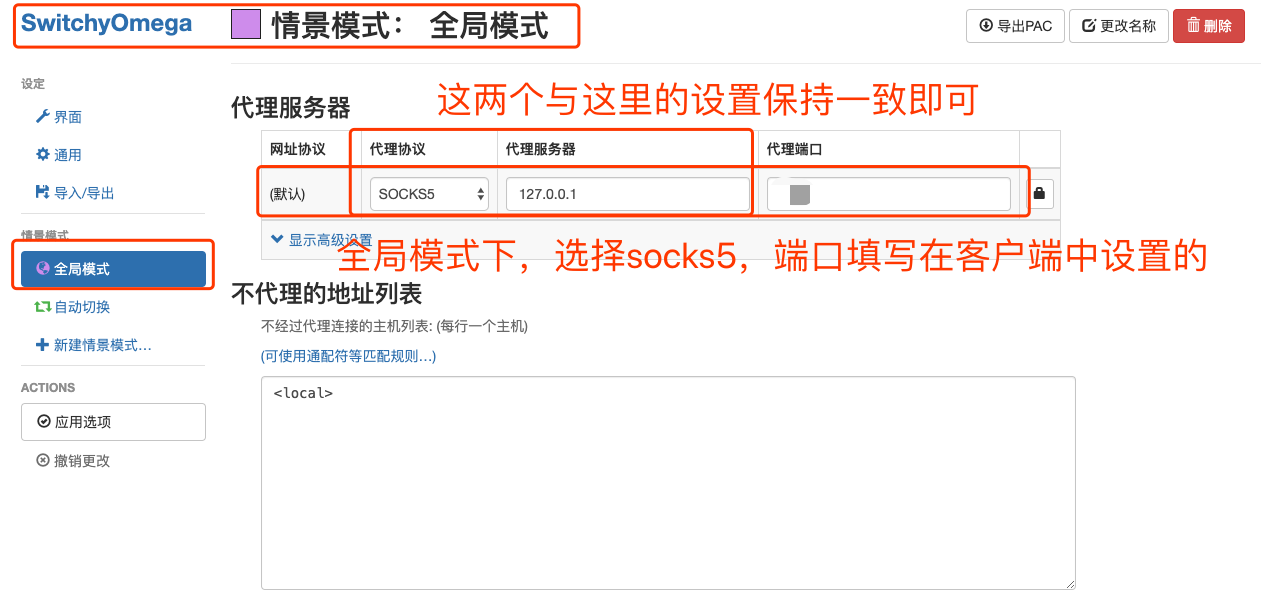 SwitchyOmega
情景模式： 全局模式
导出PAC
更改名称
删除
设定
界面
通用
导入/导出
情景模式
全局模式
自动切换
新建情景模式...
ACTIONS
应用选项
撤销更改
代理服务器
这两个与这里的设置保持一致即可
网址协议 代理协议 代理服务器 代理端口
(默认) SOCKS5 127.0.0.1
显示高级设置
全局模式下，选择socks5，端口填写在客户端中设置的
不代理的地址列表
不经过代理连接的主机列表: (每行一个主机)
(可使用通配符等匹配规则...)
<local>